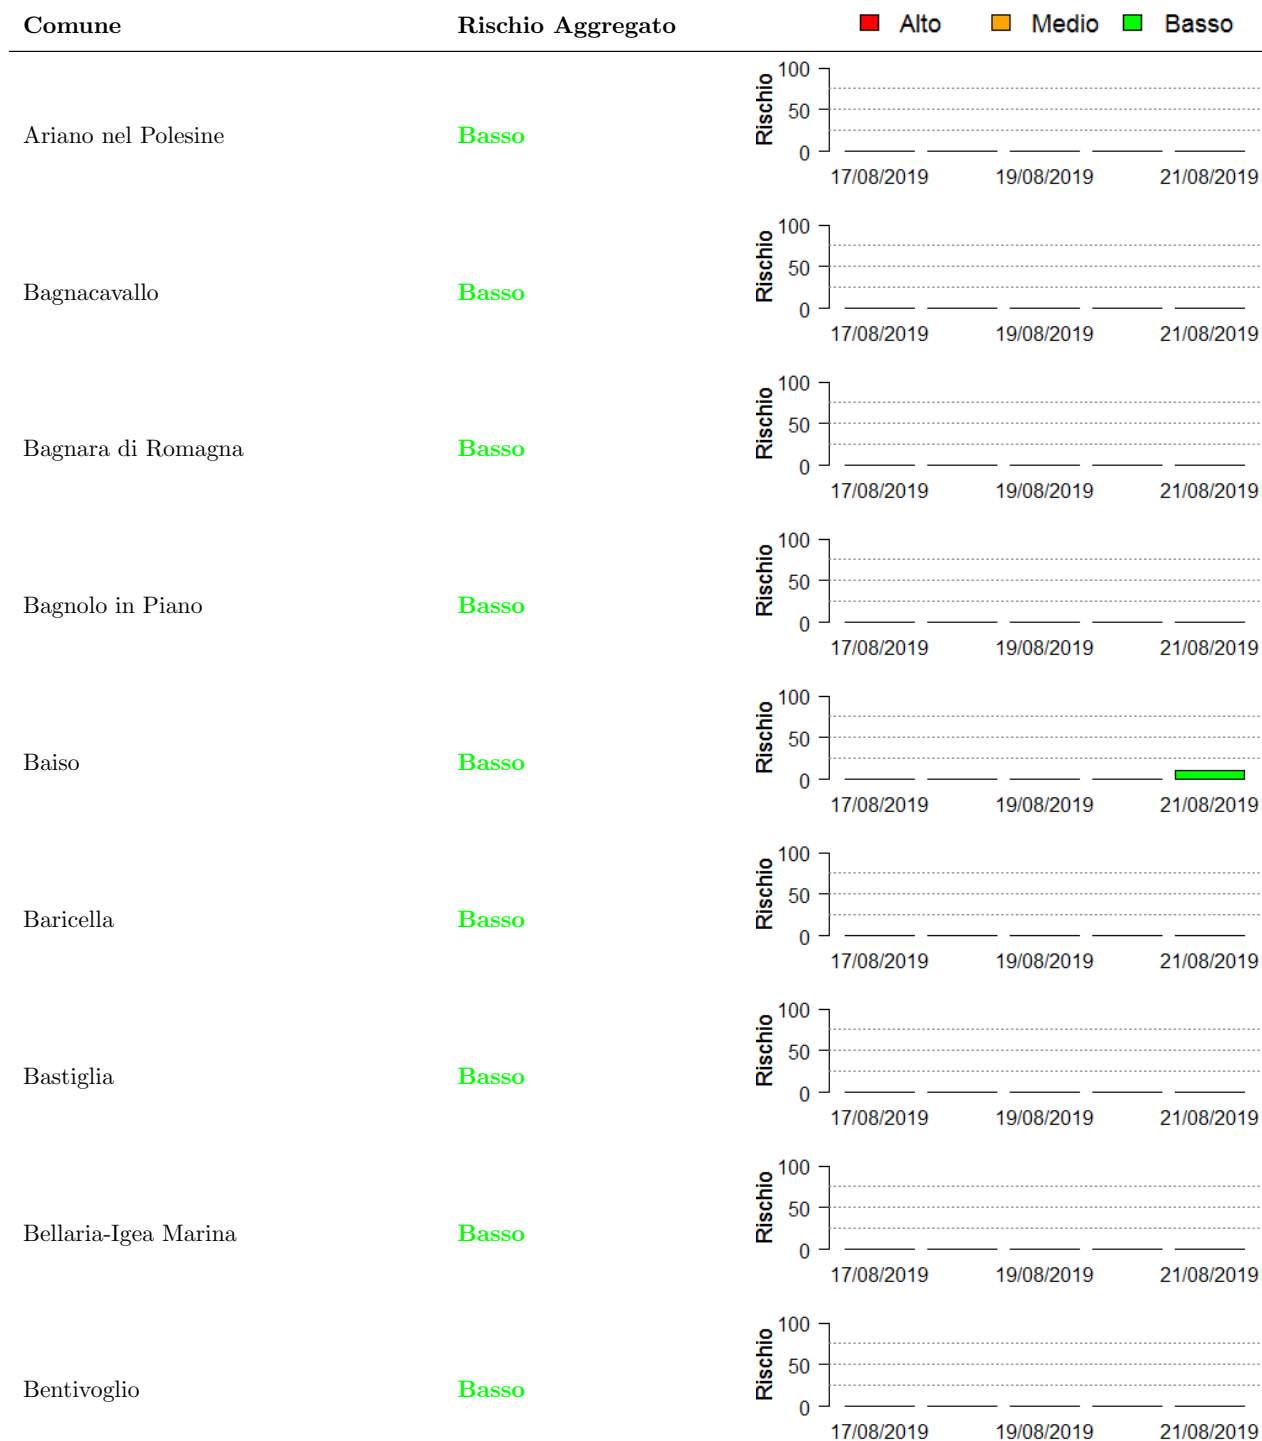 Comune Rischio Aggregato Alto Medio Basso
Ariano nel Polesine Basso
Rischio
100
50
0
17/08/2019 19/08/2019 21/08/2019
Bagnacavallo Basso
Rischio
100
50
0
17/08/2019 19/08/2019 21/08/2019
Bagnara di Romagna Basso
Rischio
100
50
0
17/08/2019 19/08/2019 21/08/2019
Bagnolo in Piano Basso
Rischio
100
50
0
17/08/2019 19/08/2019 21/08/2019
Baiso Basso
Rischio
100
50
0
17/08/2019 19/08/2019 21/08/2019
Baricella Basso
Rischio
100
50
0
17/08/2019 19/08/2019 21/08/2019
Bastiglia Basso
Rischio
100
50
0
17/08/2019 19/08/2019 21/08/2019
Bellaria-Igea Marina Basso
Rischio
100
50
0
17/08/2019 19/08/2019 21/08/2019
Bentivoglio Basso
Rischio
100
50
0
17/08/2019 19/08/2019 21/08/2019